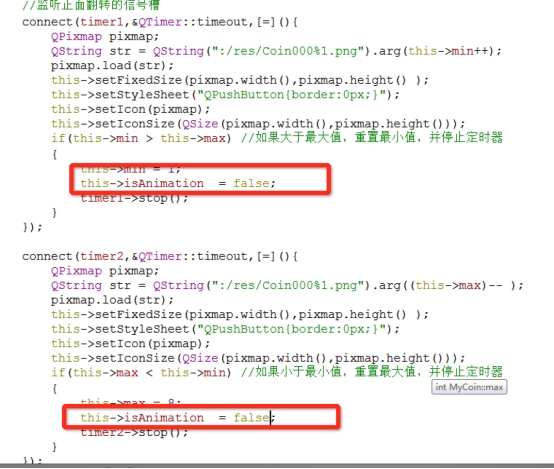 //监听正面翻转的信号槽
connect(timer1,&QTimer::timeout,[=](){
QPixmap pixmap;
QString str = QString(":/res/Coin000%1.png").arg(this->min++);
pixmap.load(str);
this->setFixedSize(pixmap.width(),pixmap.height() );
this->setStyleSheet("QPushButton{border:0px;}");
this->setIcon(pixmap);
this->setIconSize(QSize(pixmap.width(),pixmap.height()));
if(this->min > this->max) //如果大于最大值，重置最小值，并停止定时器
{
this->min = 1;
this->isAnimation  = false;
timer1->stop();
}
});
connect(timer2,&QTimer::timeout,[=](){
QPixmap pixmap;
QString str = QString(":/res/Coin000%1.png").arg((this->max)-- );
pixmap.load(str);
this->setFixedSize(pixmap.width(),pixmap.height() );
this->setStyleSheet("QPushButton{border:0px;}");
this->setIcon(pixmap);
this->setIconSize(QSize(pixmap.width(),pixmap.height()));
if(this->max < this->min) //如果小于最小值，重置最大值，并停止定时器
{
int MyCoin::max
this->max = 8;
this->isAnimation  = false;
timer2->stop();
}
});